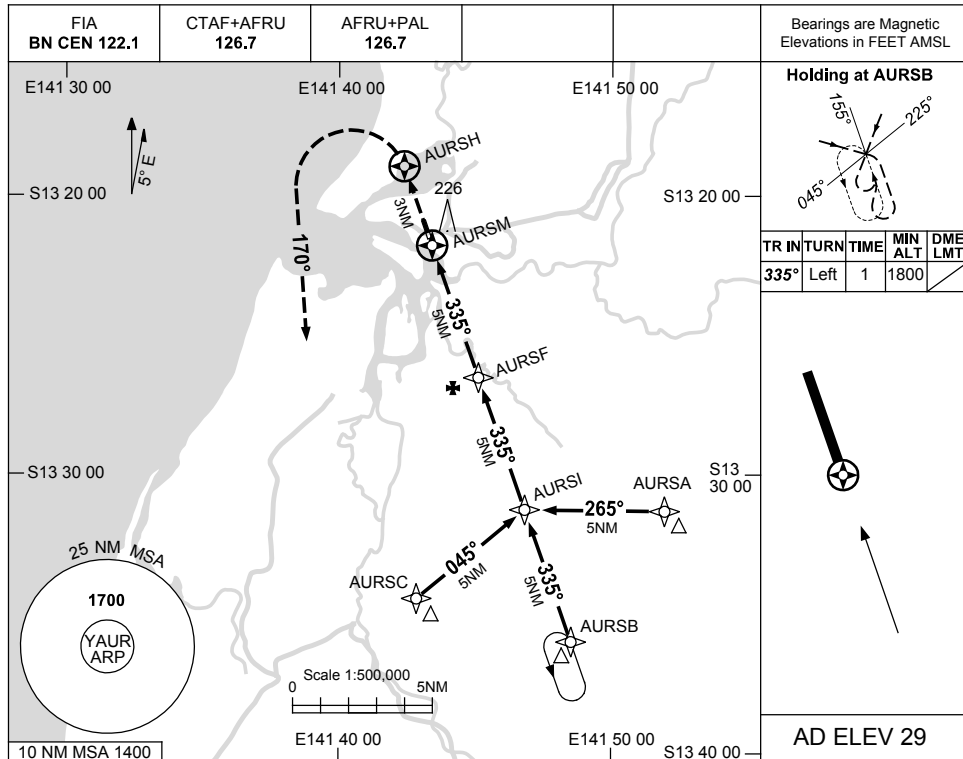 FIA
BN CEN 122.1
CTAF+AFRU
126.7
AFRU+PAL
126.7
Bearings are Magnetic
Elevations in FEET AMSL
E141 30 00
E141 40 00
E141 50 00
Holding at AURSB
155°
225°
045°
5° E
AURSH
226
3NM
AURSM
S13 20 00
S13 20 00
TR IN
TURN
TIME
MIN
ALT
DME
LMT
335°
Left
1
1800
170°
335°
5NM
AURSF
335°
5NM
S13 30 00
S13
30 00
AURSI
AURSA
265°
5NM
25 NM MSA
1700
YAUR
ARP
045°
5NM
AURSC
335°
5NM
AURSB
Scale 1:500,000
0
5NM
10 NM MSA 1400
E141 40 00
E141 50 00
S13 40 00
AD ELEV 29